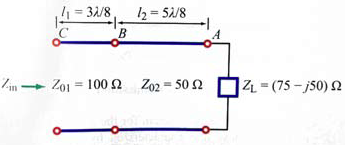 l₁ = 3λ/8 l₂ = 5λ/8
C B A
Zin Z01 = 100 Ω Z02 = 50 Ω ZL = (75 − j50) Ω